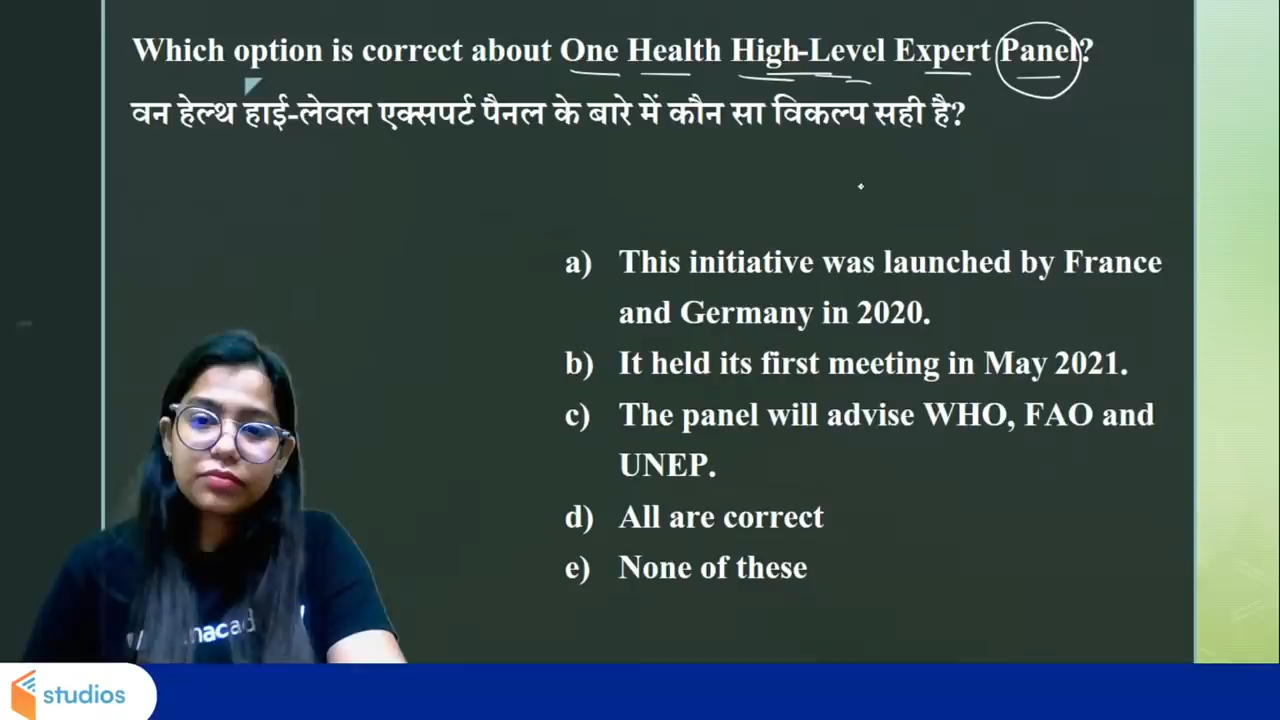 Which option is correct about One Health High-Level Expert Panel?
वन हेल्थ हाई-लेवल एक्सपर्ट पैनल के बारे में कौन सा विकल्प सही है?
a) This initiative was launched by France
and Germany in 2020.
b) It held its first meeting in May 2021.
c) The panel will advise WHO, FAO and
UNEP.
d) All are correct
e) None of these
studios